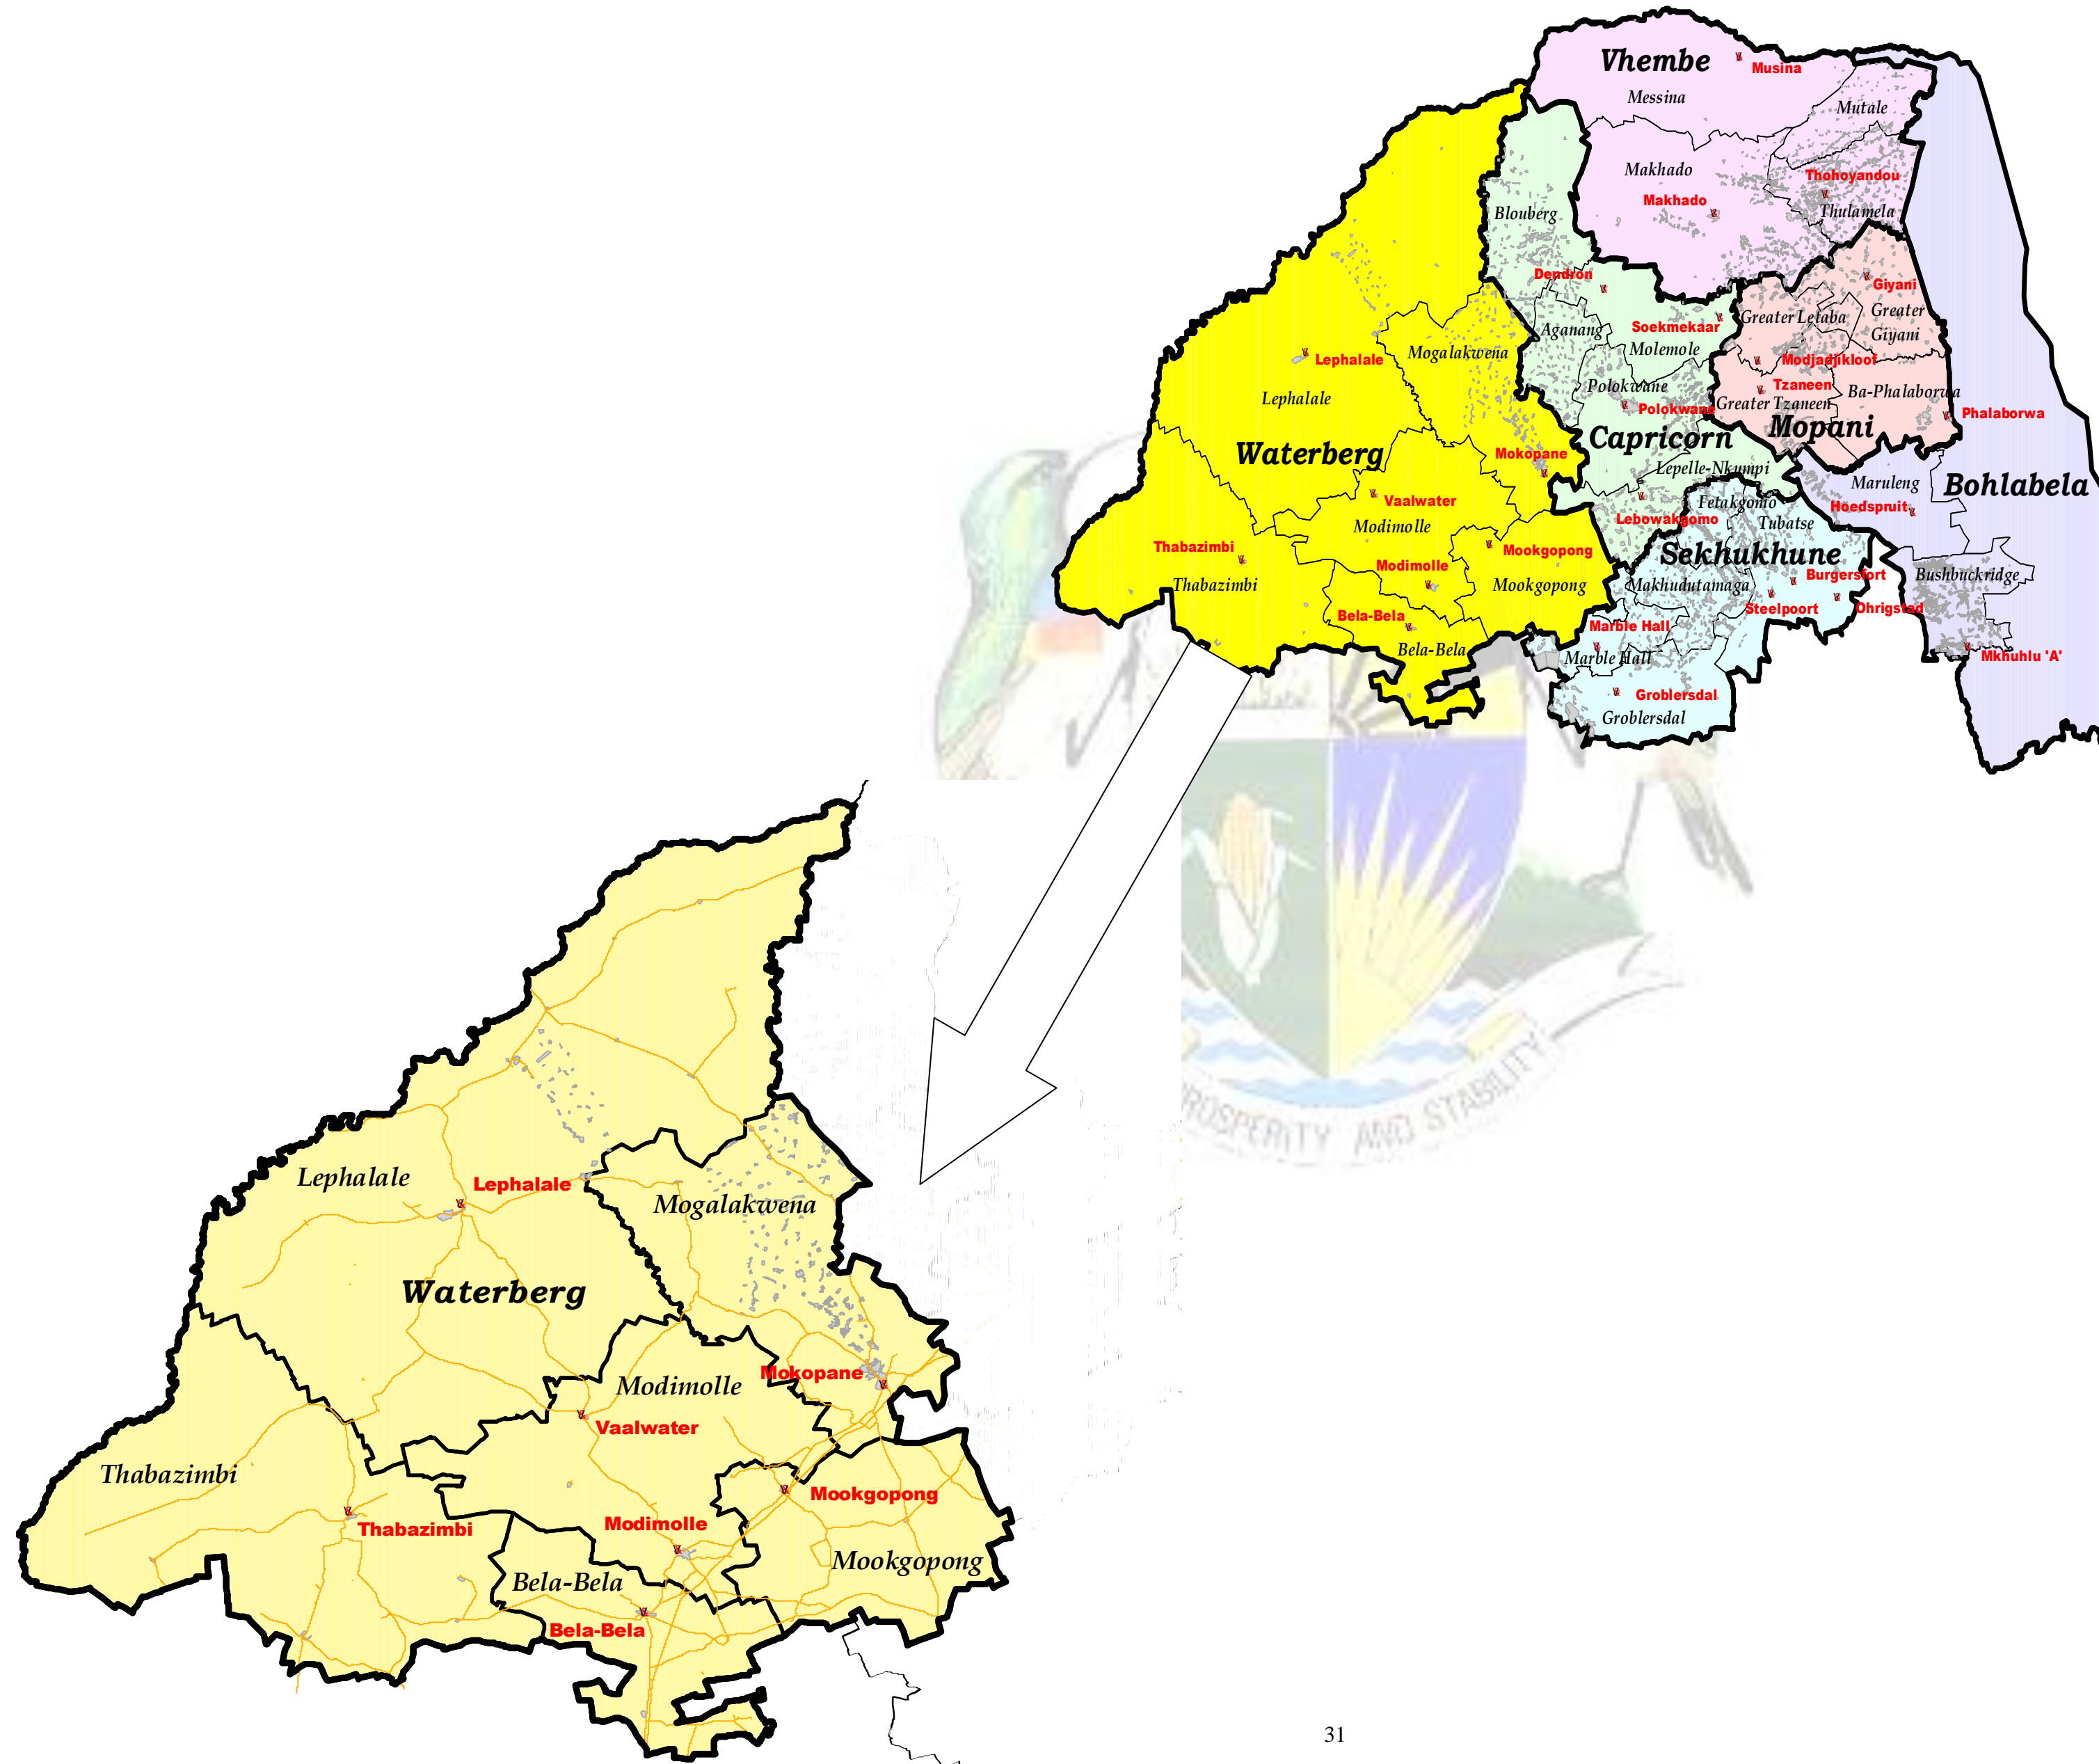 Vhembe
Musina
Messina
Mutale
Makhado
Thohoyandou
Makhado
Thulamela
Blouberg
Dendron
Giyani
Greater Letaba
Greater
Giyani
Soekmekaar
Aganang
Molemole
Mogalakwena
Lephalale
Modjadjikloof
Polokwane
Tzaneen
Ba-Phalaborwa
Lephalale
Greater Tzaneen
Polokwane
Phalaborwa
Mopani
Capricorn
Waterberg
Mokopane
Lepelle-Nkumpi
Maruleng
Bohlabela
Vaalwater
Fetakgomo
Hoedspruit
Lebowakgomo
Tubatse
Modimolle
Thabazimbi
Mookgopong
Sekhukhune
Modimolle
Burgersfort
Bushbuckridge
Thabazimbi
Mookgopong
Makhudutamaga
Steelpoort
Ohrigstad
Bela-Bela
Marble Hall
Bela-Bela
Marble Hall
Mkhuhlu 'A'
Groblersdal
Groblersdal
PROSPERITY AND STABILITY
Lephalale
Lephalale
Mogalakwena
Waterberg
Mokopane
Modimolle
Vaalwater
Thabazimbi
Mookgopong
Modimolle
Thabazimbi
Mookgopong
Bela-Bela
Bela-Bela
31